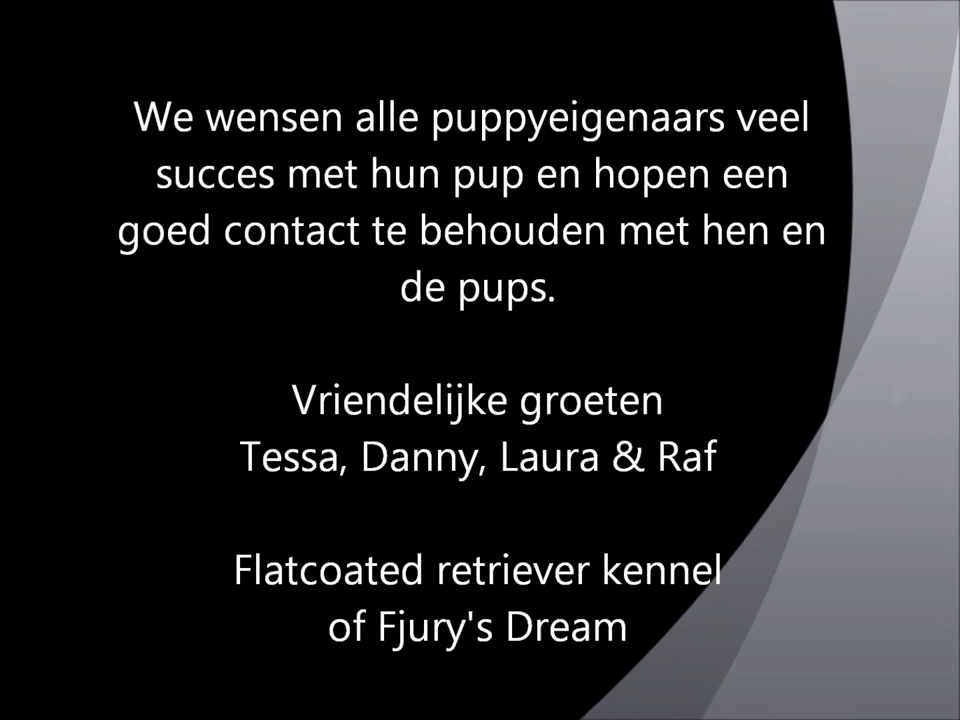 We wensen alle puppyeigenaars veel
succes met hun pup en hopen een
goed contact te behouden met hen en
de pups.
Vriendelijke groeten
Tessa, Danny, Laura & Raf
Flatcoated retriever kennel
of Fjury's Dream